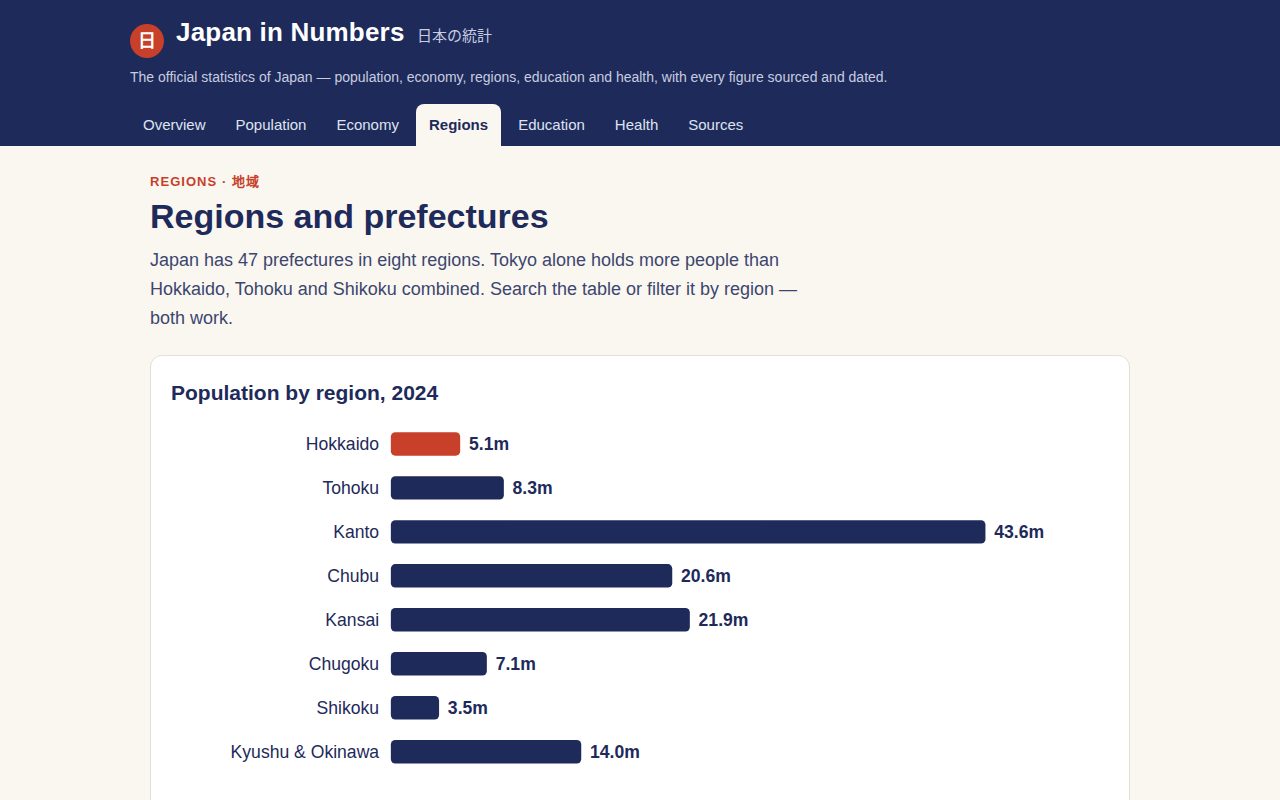 日 Japan in Numbers 日本の統計
The official statistics of Japan — population, economy, regions, education and health, with every figure sourced and dated.
Overview Population Economy Regions Education Health Sources
REGIONS · 地域
Regions and prefectures
Japan has 47 prefectures in eight regions. Tokyo alone holds more people than
Hokkaido, Tohoku and Shikoku combined. Search the table or filter it by region —
both work.
Population by region, 2024
Hokkaido 5.1m
Tohoku 8.3m
Kanto 43.6m
Chubu 20.6m
Kansai 21.9m
Chugoku 7.1m
Shikoku 3.5m
Kyushu & Okinawa 14.0m